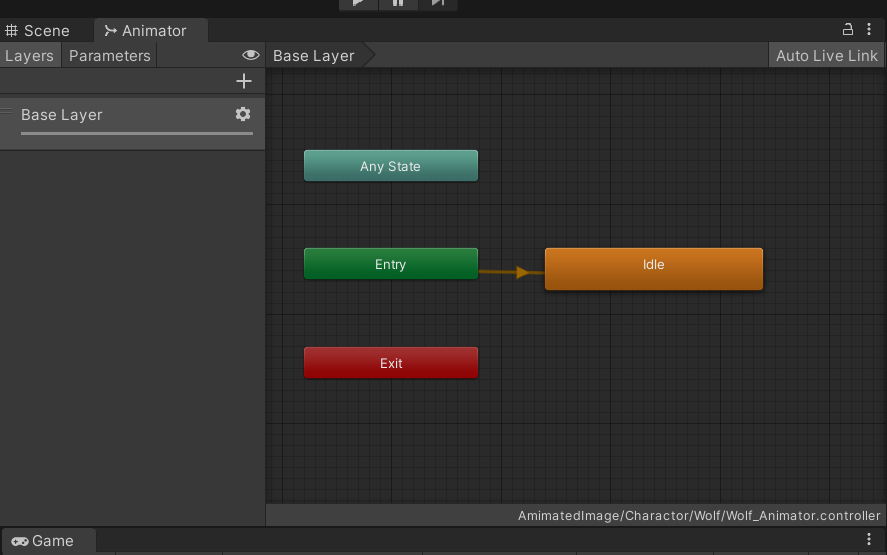 Scene Animator
Layers Parameters Base Layer Auto Live Link
Base Layer
Any State
Entry Idle
Exit
AmimatedImage/Charactor/Wolf/Wolf_Animator.controller
Game